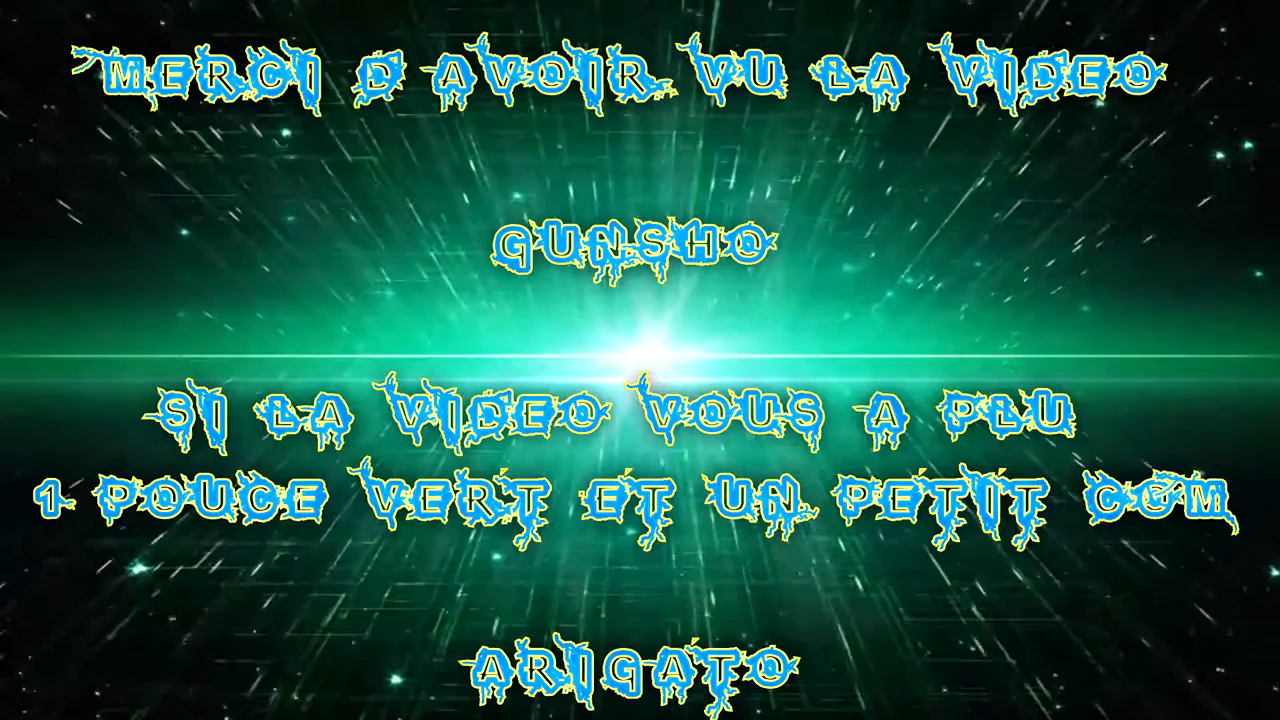 MERCI D AVOIR VU LA VIDEO
GUNSHO
SI LA VIDEO VOUS A PLU
1 POUCE VERT ET UN PETIT COM
ARIGATO